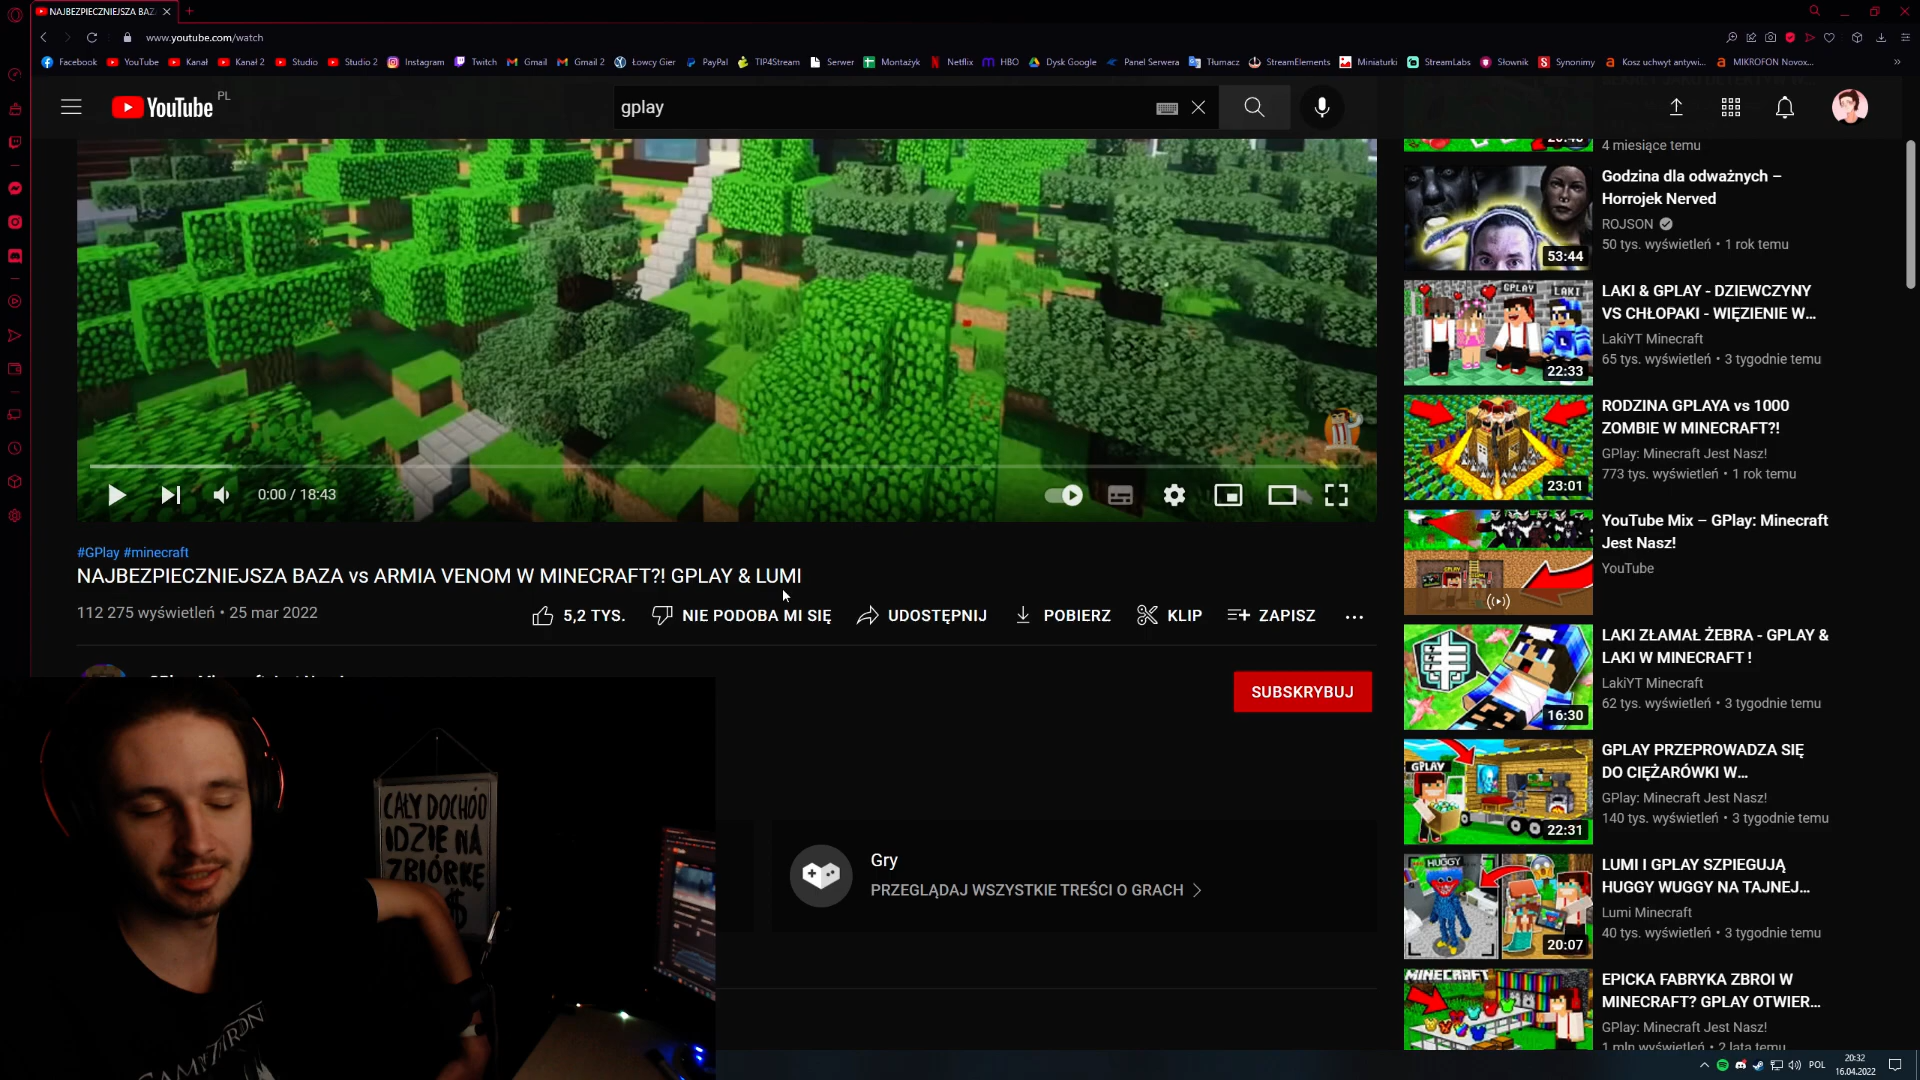 NAJBEZPIECZNIEJSZA BAZA
www.youtube.com/watch
Facebook YouTube Kanał Kanał 2 Studio Studio 2 Instagram Twitch Gmail Gmail 2 Łowcy Gier PayPal TIP4Stream Serwer Montażyk Netflix HBO Dysk Google Panel Serwera Tłumacz StreamElements Miniaturki StreamLabs Słownik Synonimy Kosz uchwyt antywi... MIKROFON Novox...
YouTube PL
gplay
4 miesiące temu
Godzina dla odważnych –
Horrojek Nerved
ROJSON
50 tys. wyświetleń • 1 rok temu
53:44
GPLAY LAKI
LAKI & GPLAY - DZIEWCZYNY
VS CHŁOPAKI - WIĘZIENIE W...
LakiYT Minecraft
65 tys. wyświetleń • 3 tygodnie temu
22:33
RODZINA GPLAYA vs 1000
ZOMBIE W MINECRAFT?!
GPlay: Minecraft Jest Nasz!
773 tys. wyświetleń • 1 rok temu
23:01
YouTube Mix – GPlay: Minecraft
Jest Nasz!
YouTube
LAKI ZŁAMAŁ ŻEBRA - GPLAY &
LAKI W MINECRAFT !
LakiYT Minecraft
62 tys. wyświetleń • 3 tygodnie temu
16:30
GPLAY
GPLAY PRZEPROWADZA SIĘ
DO CIĘŻARÓWKI W...
GPlay: Minecraft Jest Nasz!
140 tys. wyświetleń • 3 tygodnie temu
22:31
HUGGY
LUMI I GPLAY SZPIEGUJĄ
HUGGY WUGGY NA TAJNEJ...
Lumi Minecraft
40 tys. wyświetleń • 3 tygodnie temu
20:07
MINECRAFT
EPICKA FABRYKA ZBROI W
MINECRAFT? GPLAY OTWIER...
GPlay: Minecraft Jest Nasz!
1 mln wyświetleń • 2 lata temu
0:00 / 18:43
#GPlay #minecraft
NAJBEZPIECZNIEJSZA BAZA vs ARMIA VENOM W MINECRAFT?! GPLAY & LUMI
112 275 wyświetleń • 25 mar 2022
5,2 TYS. NIE PODOBA MI SIĘ UDOSTĘPNIJ POBIERZ KLIP ZAPISZ
SUBSKRYBUJ
CAŁY DOCHÓD
IDZIE NA
ZBIÓRKĘ
$
Gry
PRZEGLĄDAJ WSZYSTKIE TREŚCI O GRACH
POL
20:32
16.04.2022